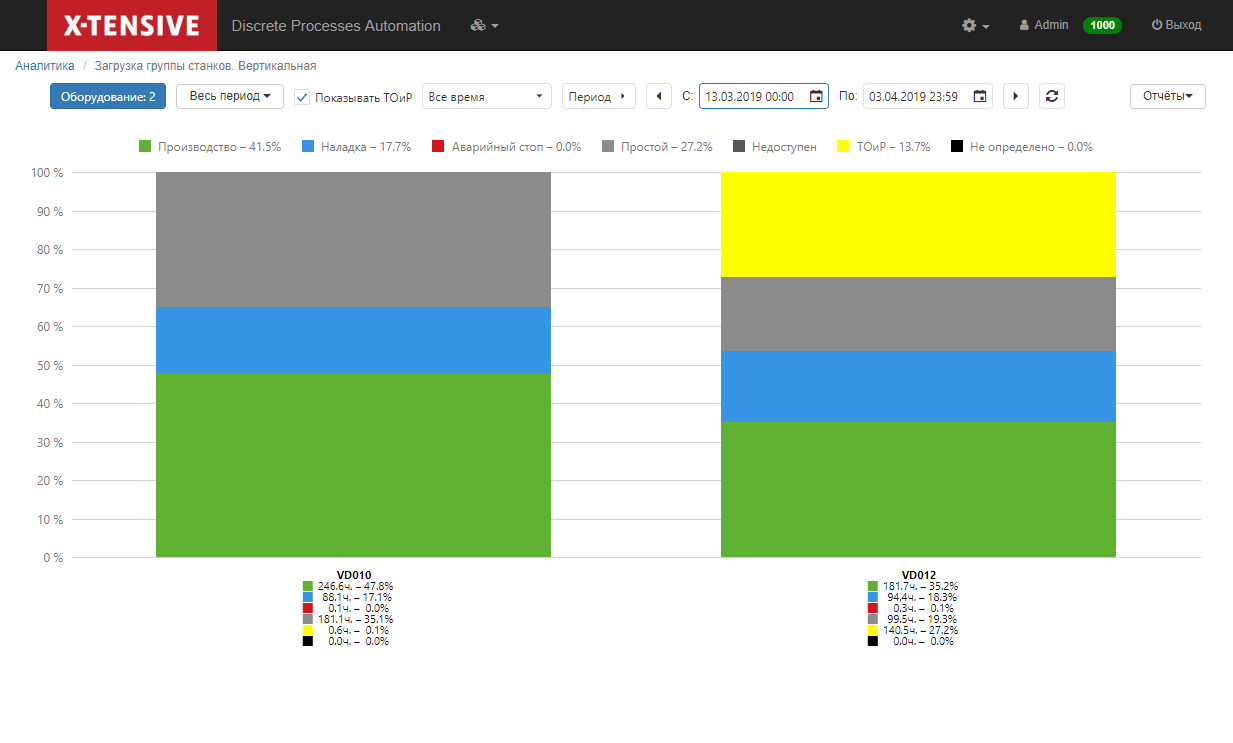 X-TENSIVE Discrete Processes Automation Admin 1000 Выход
Аналитика / Загрузка группы станков. Вертикальная
Оборудование: 2 Весь период Показывать ТОиР Все время Период С: 13.03.2019 00:00 По: 03.04.2019 23:59 Отчёты
Производство – 41.5% Наладка – 17.7% Аварийный стоп – 0.0% Простой – 27.2% Недоступен ТОиР – 13.7% Не определено – 0.0%
100 %
90 %
80 %
70 %
60 %
50 %
40 %
30 %
20 %
10 %
0 %
VD010
246.6ч. – 47.8%
88.1ч. – 17.1%
0.1ч. – 0.0%
181.1ч. – 35.1%
0.6ч. – 0.1%
0.0ч. – 0.0%
VD012
181.7ч. – 35.2%
94.4ч. – 18.3%
0.3ч. – 0.1%
99.5ч. – 19.3%
140.5ч. – 27.2%
0.0ч. – 0.0%